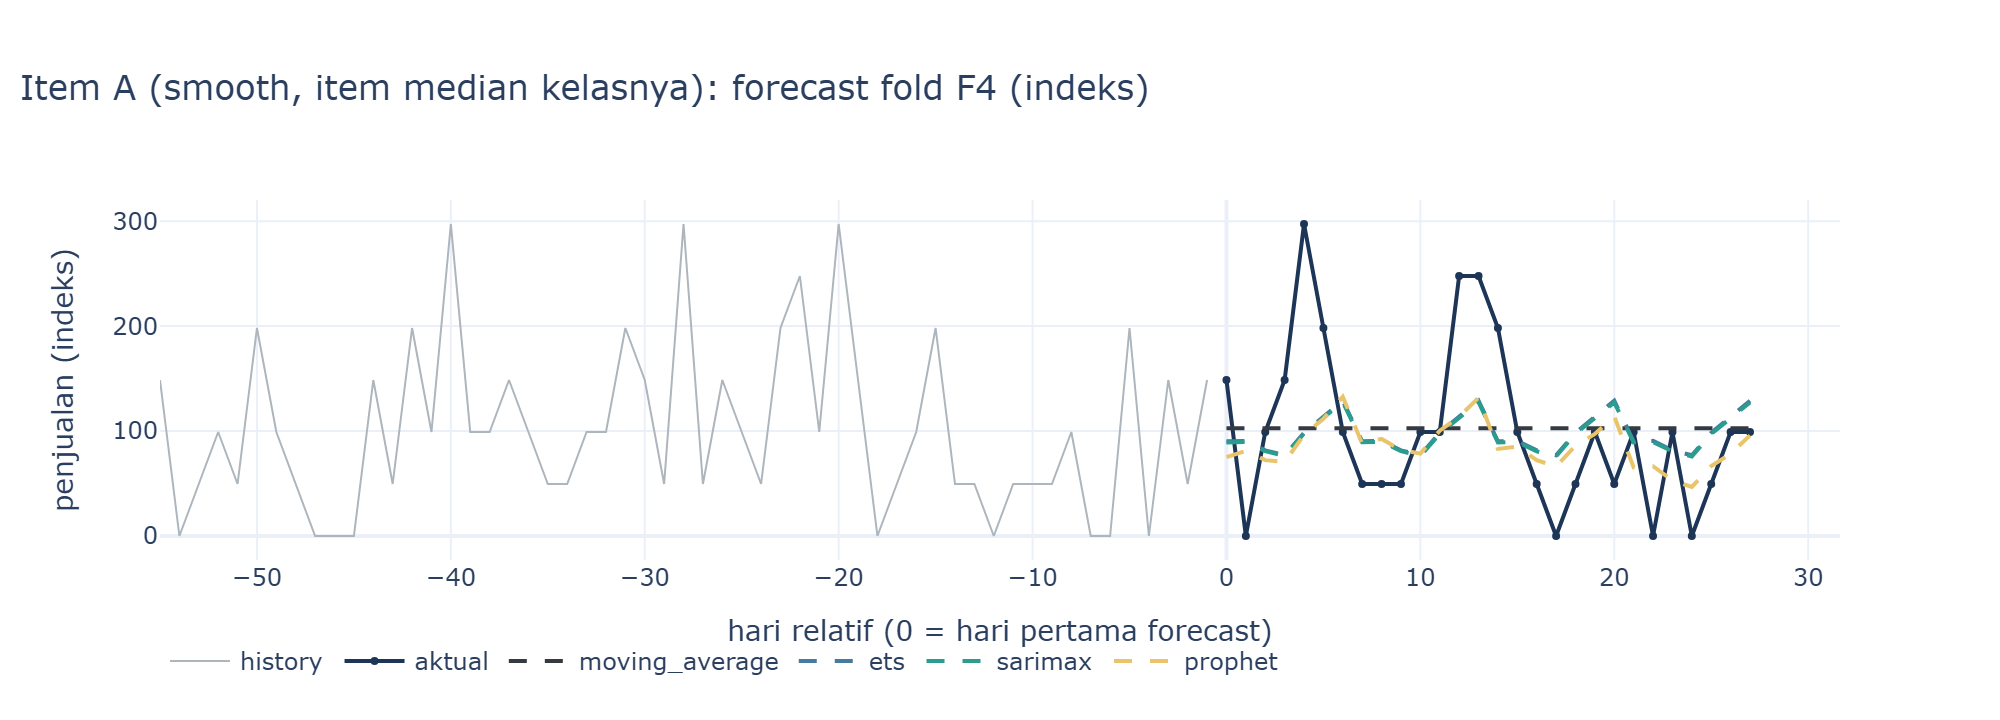 Item A (smooth, item median kelasnya): forecast fold F4 (indeks)
penjualan (indeks)
300
200
100
0
−50 −40 −30 −20 −10 0 10 20 30
hari relatif (0 = hari pertama forecast)
history aktual moving_average ets sarimax prophet